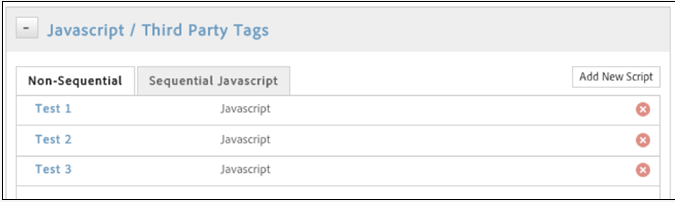 Javascript / Third Party Tags
Non-Sequential Sequential Javascript Add New Script
Test 1 Javascript
Test 2 Javascript
Test 3 Javascript